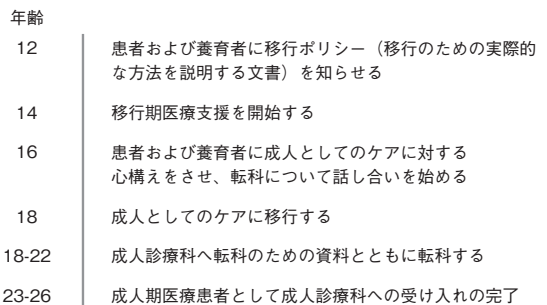 年齢
12 患者および養育者に移行ポリシー（移行のための実際的
な方法を説明する文書）を知らせる
14 移行期医療支援を開始する
16 患者および養育者に成人としてのケアに対する
心構えをさせ、転科について話し合いを始める
18 成人としてのケアに移行する
18-22 成人診療科へ転科のための資料とともに転科する
23-26 成人期医療患者として成人診療科への受け入れの完了